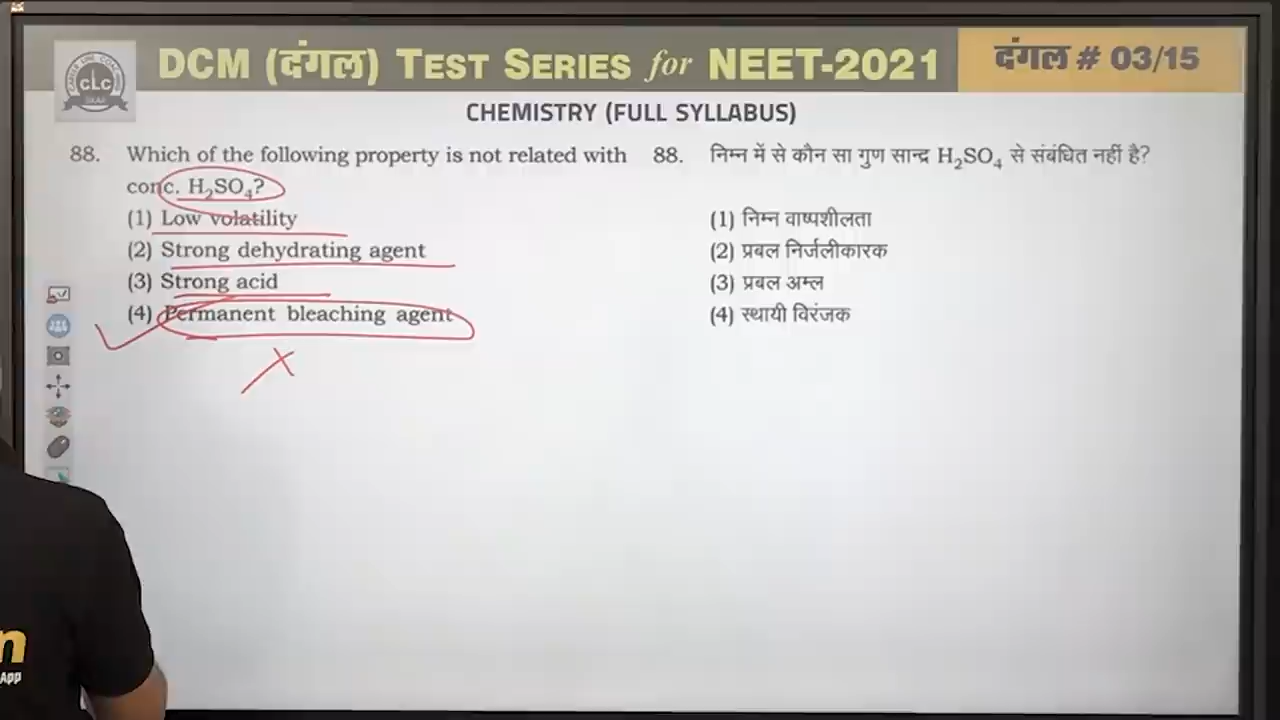 DCM (दंगल) TEST SERIES for NEET-2021
दंगल # 03/15
CLC
CHEMISTRY (FULL SYLLABUS)
88. Which of the following property is not related with
conc. H₂SO₄?
(1) Low volatility
(2) Strong dehydrating agent
(3) Strong acid
(4) Permanent bleaching agent
88. निम्न में से कौन सा गुण सान्द्र H₂SO₄ से संबंधित नहीं है?
(1) निम्न वाष्पशीलता
(2) प्रबल निर्जलीकारक
(3) प्रबल अम्ल
(4) स्थायी विरंजक
n
APP